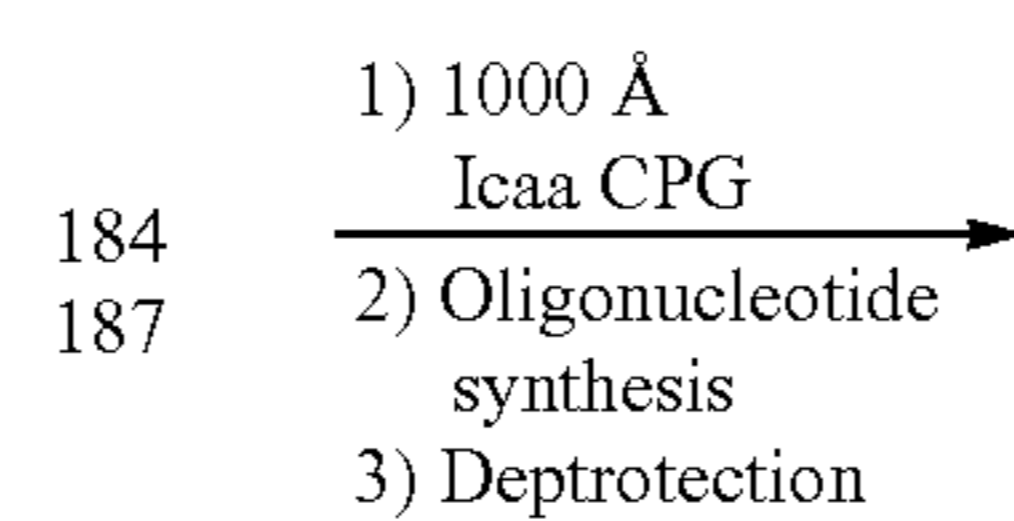 184
187
1) 1000 Å
Icaa CPG
2) Oligonucleotide
synthesis
3) Deptrotection